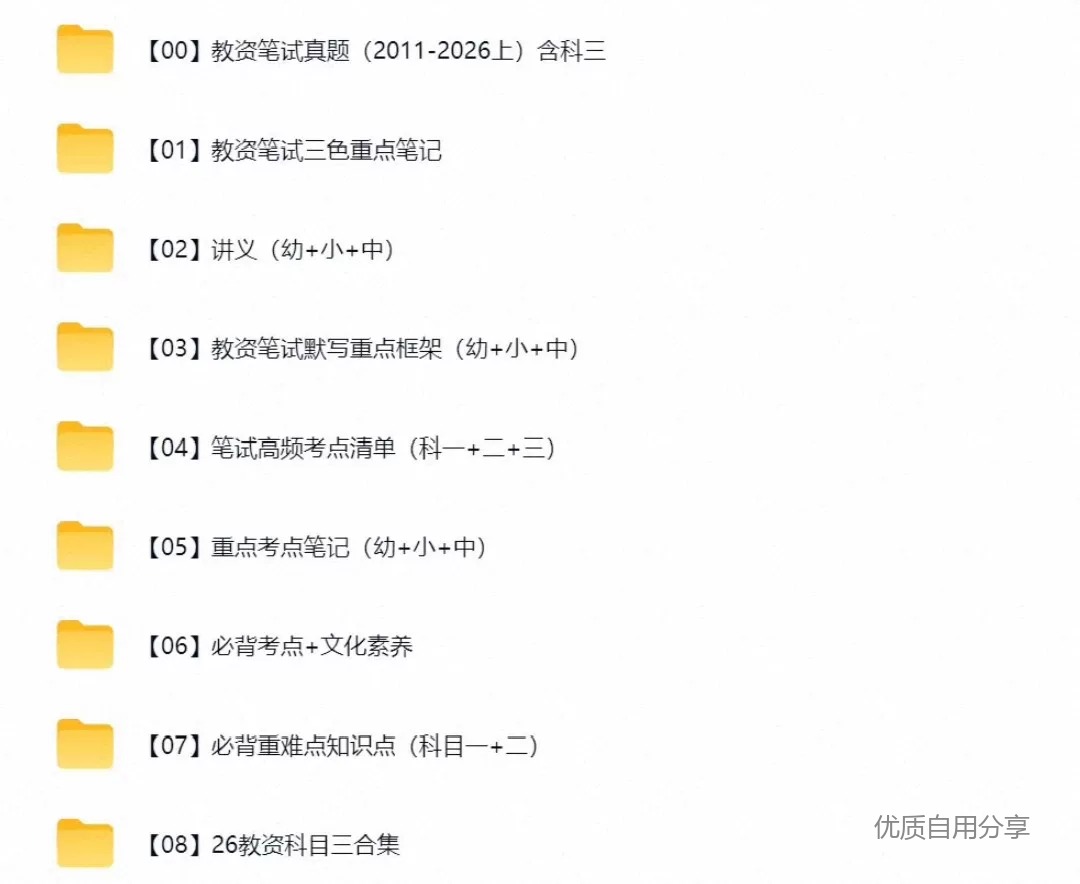 【00】教资笔试真题（2011-2026上）含科三
【01】教资笔试三色重点笔记
【02】讲义（幼+小+中）
【03】教资笔试默写重点框架（幼+小+中）
【04】笔试高频考点清单（科一+二+三）
【05】重点考点笔记（幼+小+中）
【06】必背考点+文化素养
【07】必背重难点知识点（科目一+二）
【08】26教资科目三合集
优质自用分享